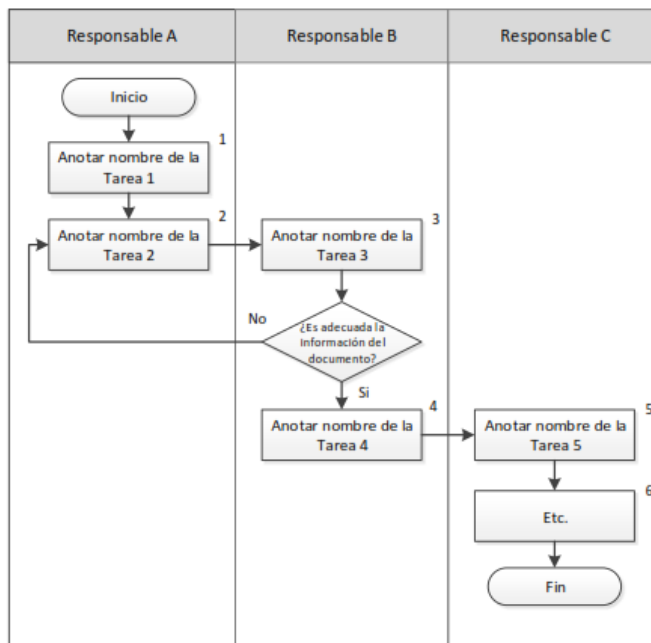 Responsable A
Responsable B
Responsable C
Inicio
1
Anotar nombre de la
Tarea 1
2
Anotar nombre de la
Tarea 2
3
Anotar nombre de la
Tarea 3
No
¿Es adecuada la
información del
documento?
Si
4
Anotar nombre de la
Tarea 4
5
Anotar nombre de la
Tarea 5
6
Etc.
Fin